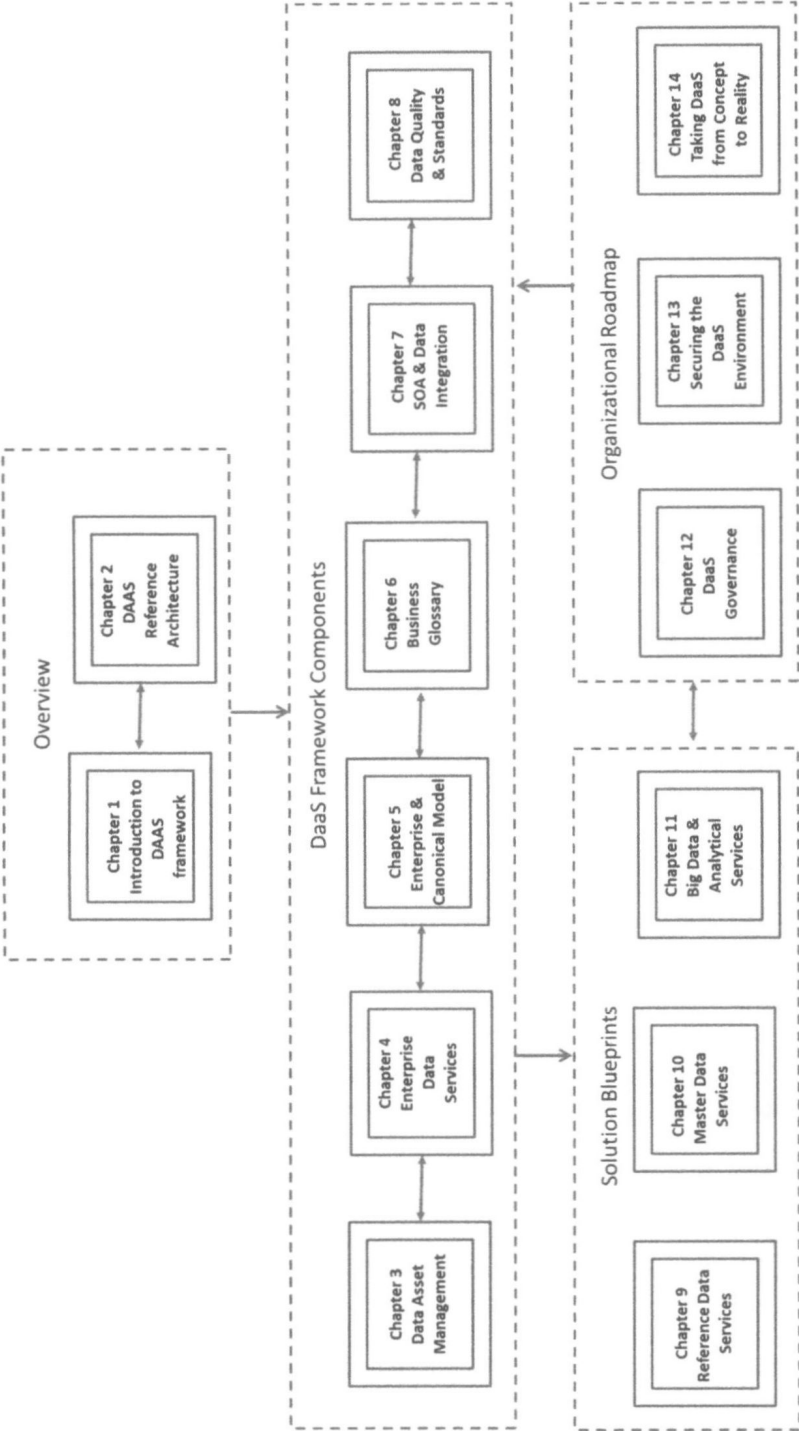 Overview
Chapter 1
Introduction to
DAAS
framework
Chapter 2
DAAS
Reference
Architecture
DaaS Framework Components
Chapter 3
Data Asset
Management
Chapter 4
Enterprise
Data
Services
Chapter 5
Enterprise &
Canonical Model
Chapter 6
Business
Glossary
Chapter 7
SOA & Data
Integration
Chapter 8
Data Quality
& Standards
Solution Blueprints
Chapter 9
Reference Data
Services
Chapter 10
Master Data
Services
Chapter 11
Big Data &
Analytical
Services
Organizational Roadmap
Chapter 12
DaaS
Governance
Chapter 13
Securing the
DaaS
Environment
Chapter 14
Taking DaaS
from Concept
to Reality